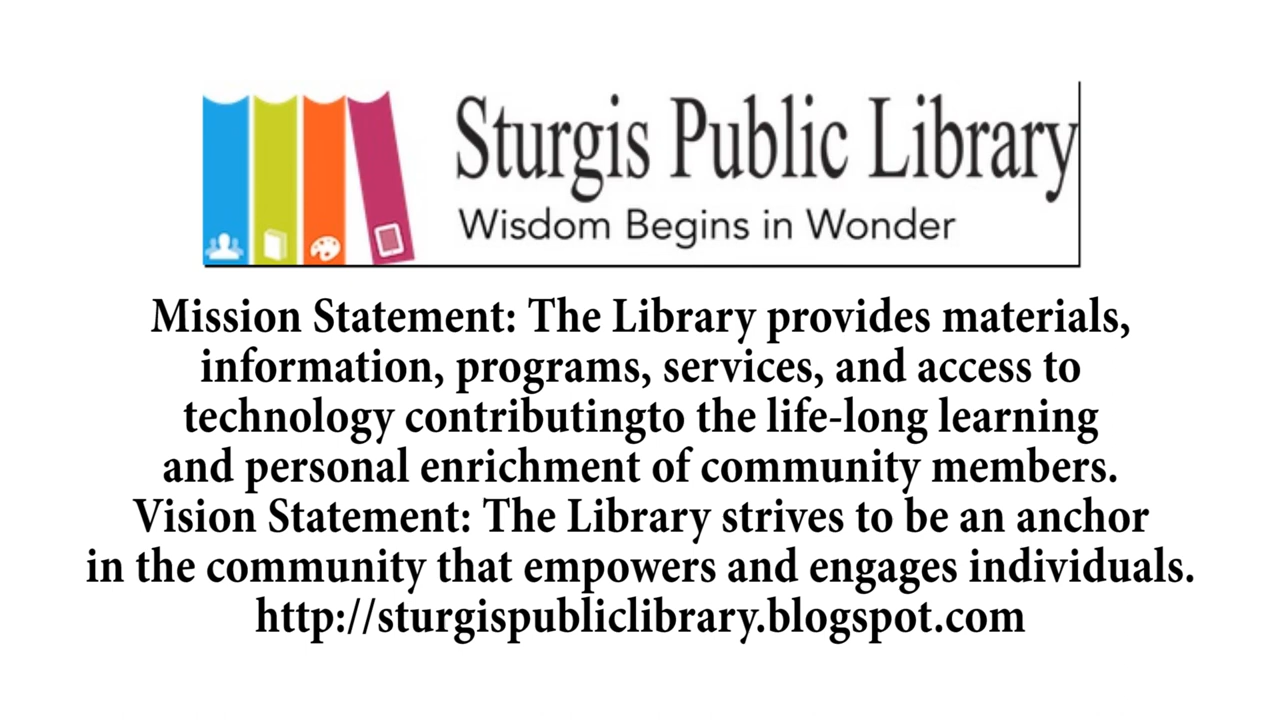 Sturgis Public Library
Wisdom Begins in Wonder
Mission Statement: The Library provides materials,
information, programs, services, and access to
technology contributingto the life-long learning
and personal enrichment of community members.
Vision Statement: The Library strives to be an anchor
in the community that empowers and engages individuals.
http://sturgispubliclibrary.blogspot.com